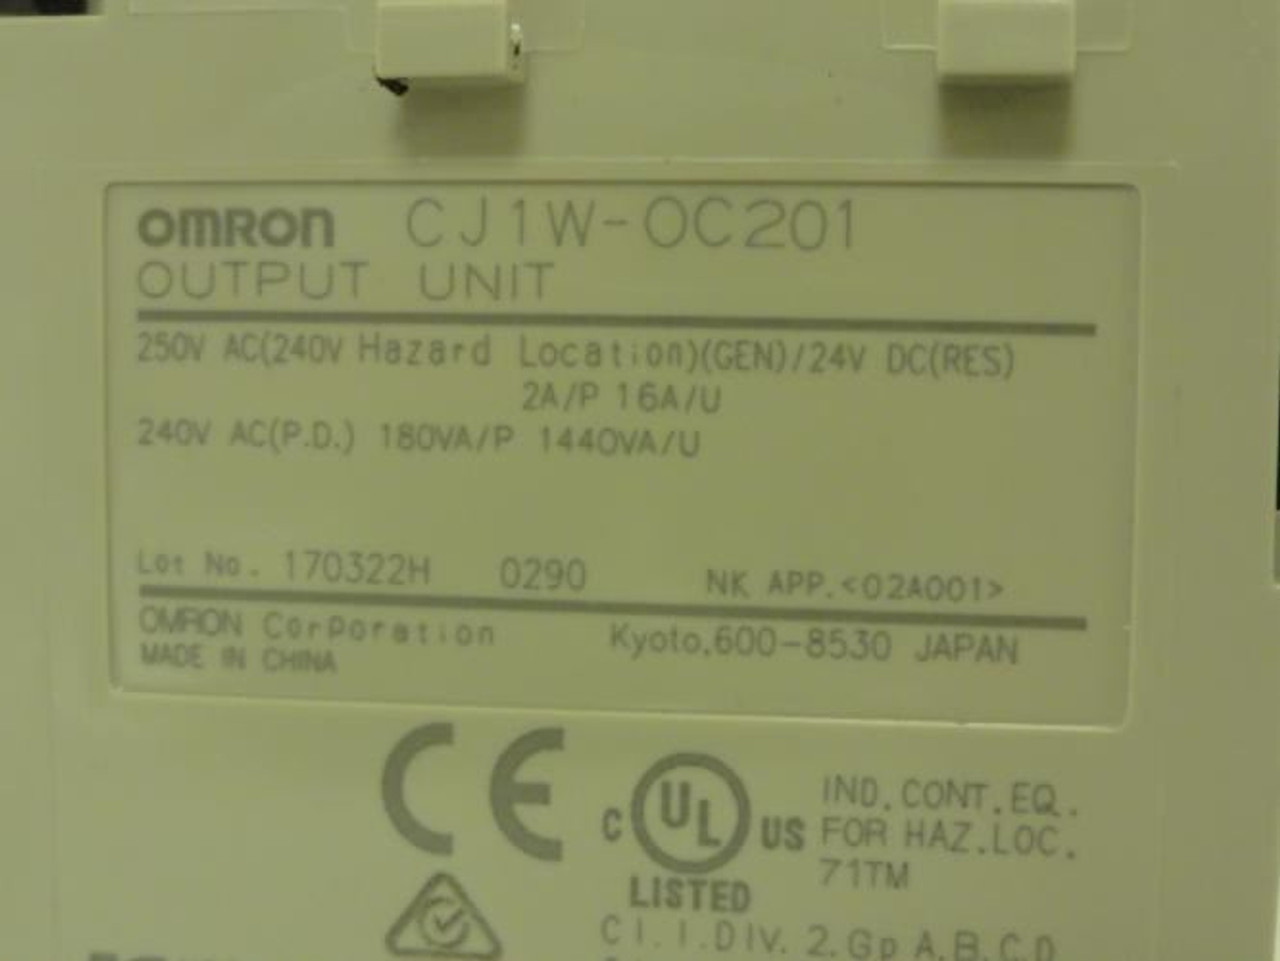 OMRON CJ1W-OC201
OUTPUT UNIT
250V AC(240V Hazard Location)(GEN)/24V DC(RES)
2A/P 16A/U
240V AC(P.D.) 180VA/P 1440VA/U
Lot No. 170322H 0290 NK APP.<02A001>
OMRON Corporation Kyoto,600-8530 JAPAN
MADE IN CHINA
CE
C UL US IND.CONT.EQ.
FOR HAZ.LOC.
71TM
LISTED
Cl.I.DIV. 2.Gp A,B,C,D